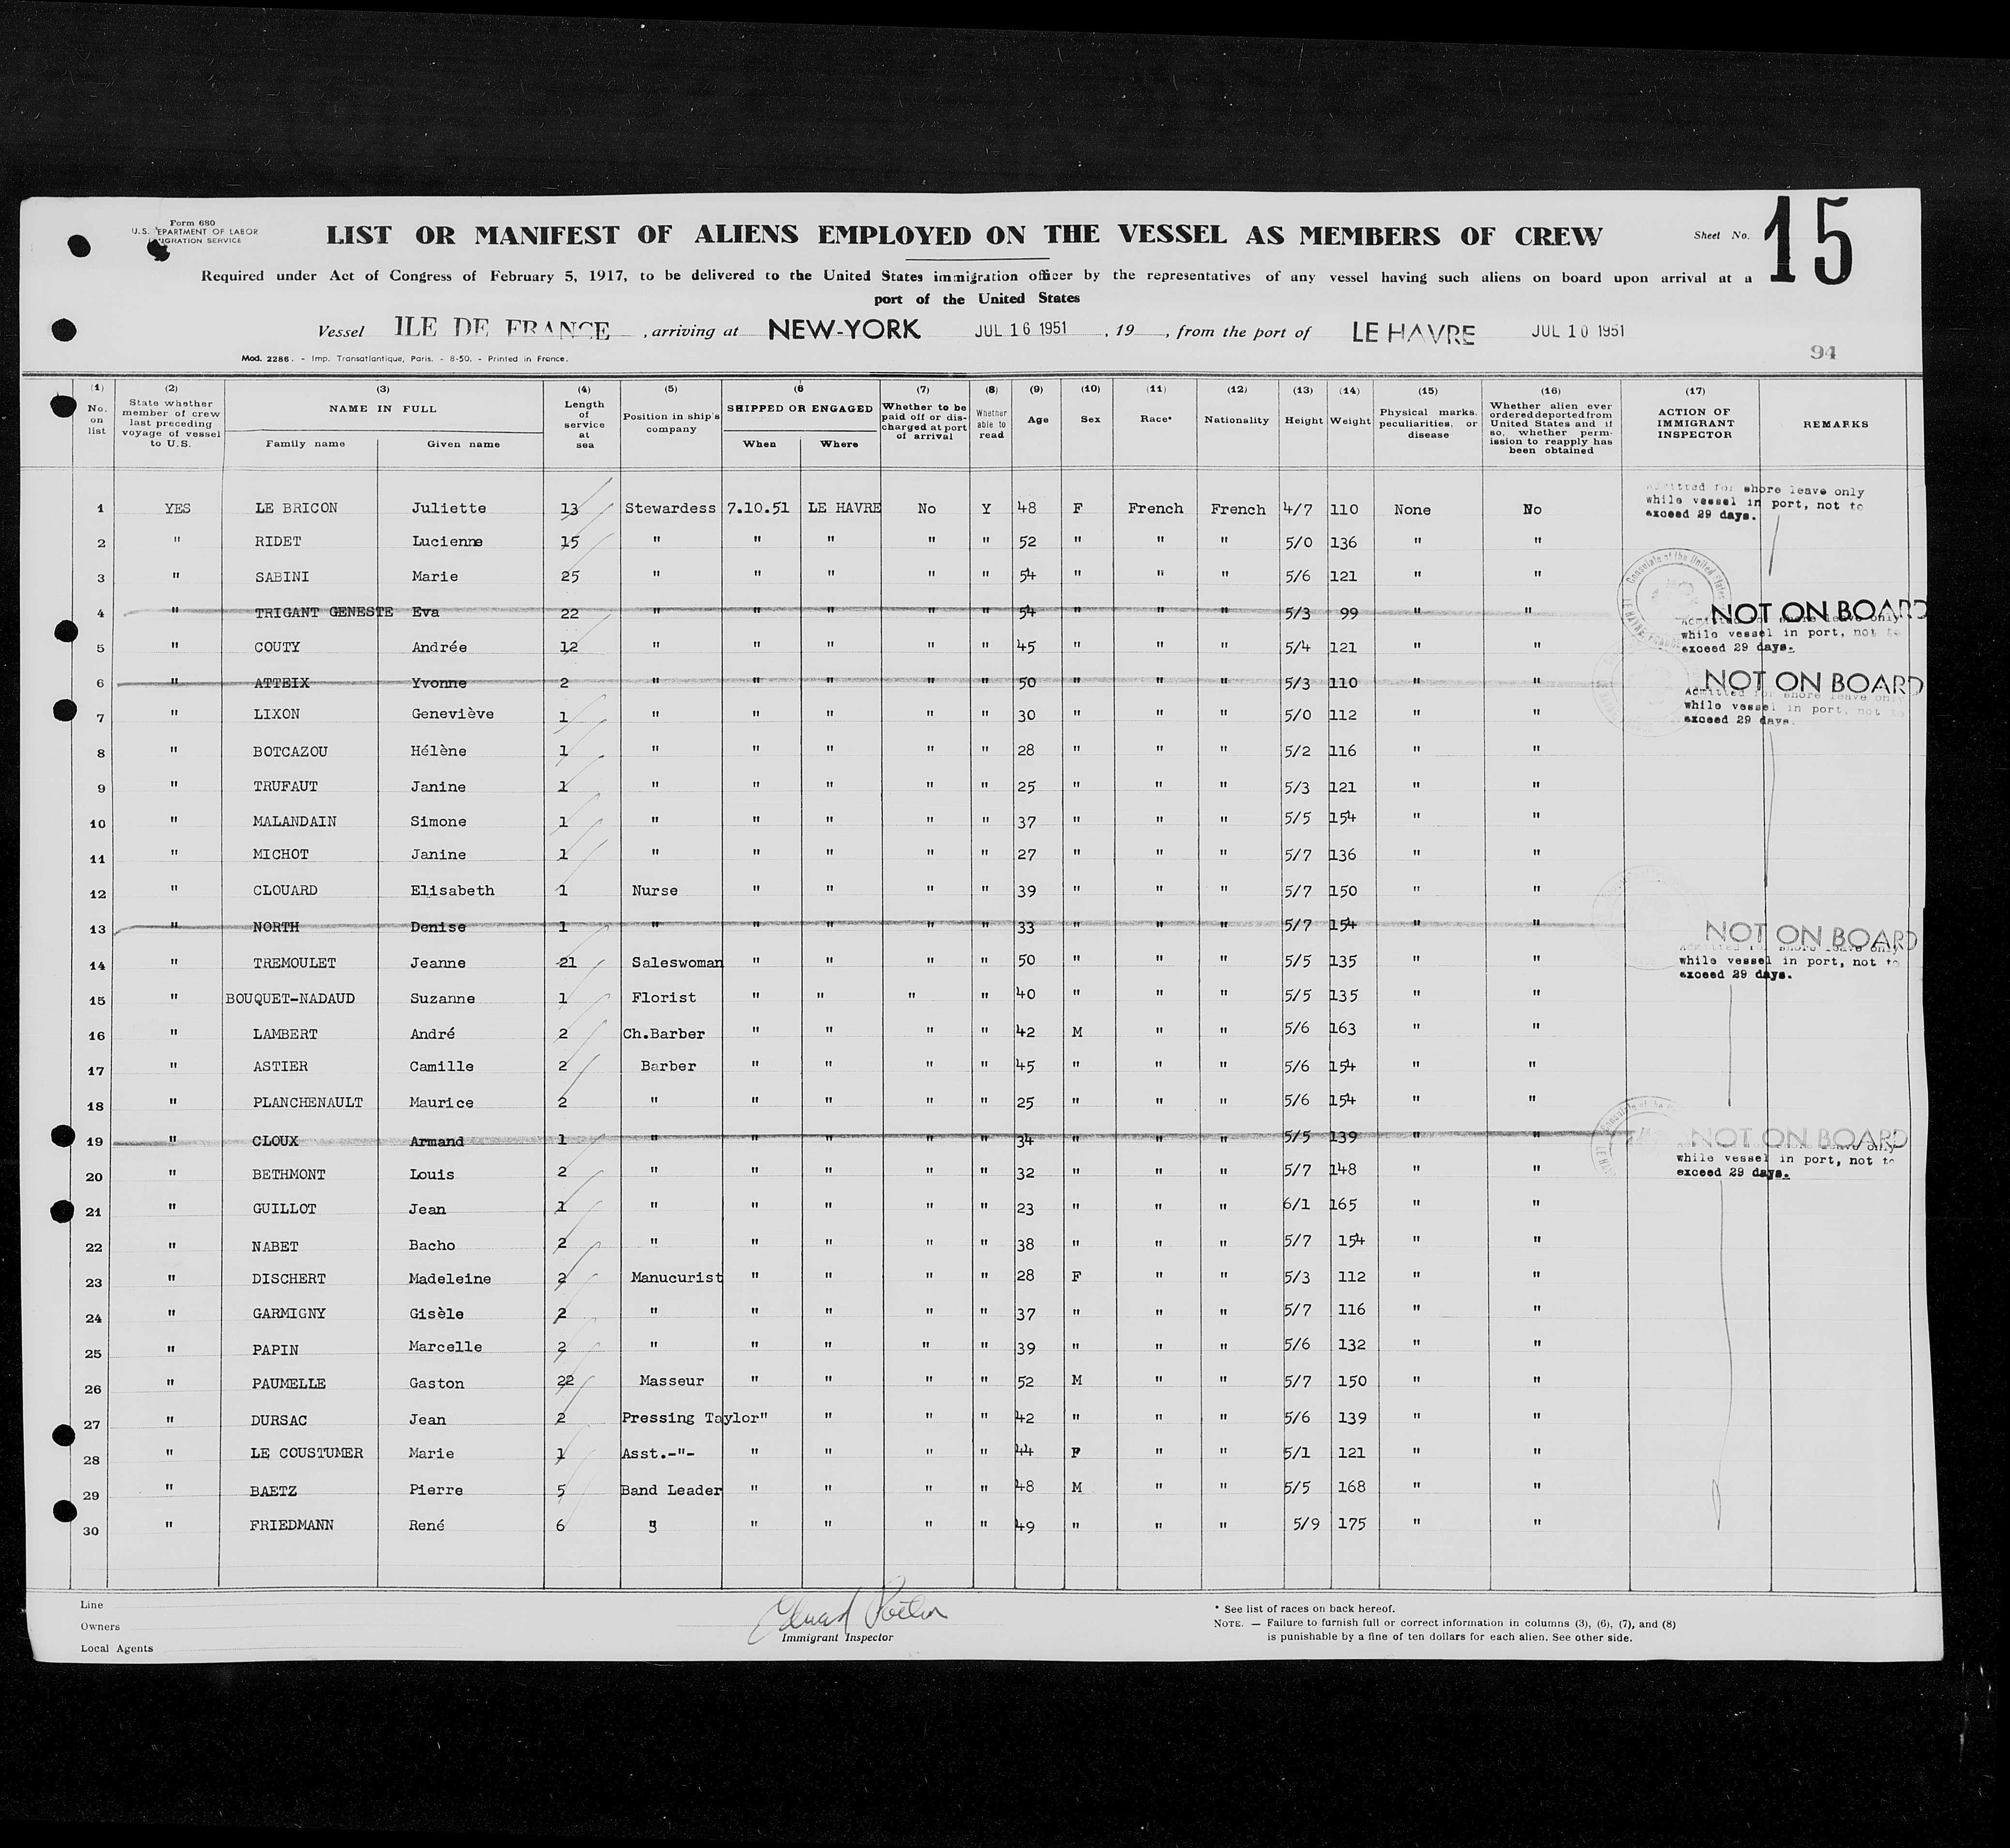 Form 680
U.S. DEPARTMENT OF LABOR
IMMIGRATION SERVICE
LIST OR MANIFEST OF ALIENS EMPLOYED ON THE VESSEL AS MEMBERS OF CREW
Sheet No. 15
Required under Act of Congress of February 5, 1917, to be delivered to the United States immigration officer by the representatives of any vessel having such aliens on board upon arrival at a
port of the United States
Vessel ILE DE FRANCE , arriving at NEW-YORK JUL 16 1951 , 19 , from the port of LE HAVRE JUL 10 1951
Mod. 2286. - Imp. Transatlantique, Paris. - 8-50. - Printed in France.
94
(1) No. on list
(2) State whether member of crew last preceding voyage of vessel to U.S.
(3) NAME IN FULL Family name Given name
(4) Length of service at sea
(5) Position in ship's company
(6 SHIPPED OR ENGAGED When Where
(7) Whether to be paid off or discharged at port of arrival
(8) Whether able to read
(9) Age
(10) Sex
(11) Race*
(12) Nationality
(13) Height
(14) Weight
(15) Physical marks, peculiarities, or disease
(16) Whether alien ever ordered deported from United States and if so, whether permission to reapply has been obtained
(17) ACTION OF IMMIGRANT INSPECTOR
REMARKS
1 YES LE BRICON Juliette 13 Stewardess 7.10.51 LE HAVRE No Y 48 F French French 4/7 110 None No
Admitted for shore leave only
while vessel in port, not to
exceed 29 days.
2 " RIDET Lucienne 15 " " " " " 52 " " " 5/0 136 " "
3 " SABINI Marie 25 " " " " " 54 " " " 5/6 121 " "
Consulate of the United States
LE HAVRE, FRANCE
4 " TRIGANT GENESTE Eva 22 " " " " " 54 " " " 5/3 99 " " NOT ON BOARD
Admitted for shore leave only
while vessel in port, not to
exceed 29 days.
5 " COUTY Andrée 12 " " " " " 45 " " " 5/4 121 " "
6 " ATTEIX Yvonne 2 " " " " " 50 " " " 5/3 110 " " NOT ON BOARD
Admitted for shore leave only
while vessel in port, not to
exceed 29 days.
7 " LIXON Geneviève 1 " " " " " 30 " " " 5/0 112 " "
8 " BOTCAZOU Hélène 1 " " " " " 28 " " " 5/2 116 " "
9 " TRUFAUT Janine 1 " " " " " 25 " " " 5/3 121 " "
10 " MALANDAIN Simone 1 " " " " " 37 " " " 5/5 154 " "
11 " MICHOT Janine 1 " " " " " 27 " " " 5/7 136 " "
12 " CLOUARD Elisabeth 1 Nurse " " " " 39 " " " 5/7 150 " "
13 " NORTH Denise 1 " " " " " 33 " " " 5/7 154 " " NOT ON BOARD
Admitted for shore leave only
while vessel in port, not to
exceed 29 days.
14 " TREMOULET Jeanne 21 Saleswoman " " " " 50 " " " 5/5 135 " "
15 " BOUQUET-NADAUD Suzanne 1 Florist " " " " 40 " " " 5/5 135 " "
16 " LAMBERT André 2 Ch.Barber " " " " 42 M " " 5/6 163 " "
17 " ASTIER Camille 2 Barber " " " " 45 " " " 5/6 154 " "
18 " PLANCHENAULT Maurice 2 " " " " " 25 " " " 5/6 154 " "
19 " CLOUX Armand 1 " " " " " 34 " " " 5/5 139 " " NOT ON BOARD
while vessel in port, not to
exceed 29 days.
20 " BETHMONT Louis 2 " " " " " 32 " " " 5/7 148 " "
21 " GUILLOT Jean 1 " " " " " 23 " " " 6/1 165 " "
22 " NABET Bacho 2 " " " " " 38 " " " 5/7 154 " "
23 " DISCHERT Madeleine 2 Manucurist " " " " 28 F " " 5/3 112 " "
24 " GARMIGNY Gisèle 2 " " " " " 37 " " " 5/7 116 " "
25 " PAPIN Marcelle 2 " " " " " 39 " " " 5/6 132 " "
26 " PAUMELLE Gaston 22 Masseur " " " " 52 M " " 5/7 150 " "
27 " DURSAC Jean 2 Pressing Taylor" " " " 42 " " " 5/6 139 " "
28 " LE COUSTUMER Marie 1 Asst.-"- " " " " 44 F " " 5/1 121 " "
29 " BAETZ Pierre 5 Band Leader " " " " 48 M " " 5/5 168 " "
30 " FRIEDMANN René 6 " " " " " 49 " " " 5/9 175 " "
Line
Owners
Local Agents
Immigrant Inspector
* See list of races on back hereof.
NOTE. — Failure to furnish full or correct information in columns (3), (6), (7), and (8)
is punishable by a fine of ten dollars for each alien. See other side.